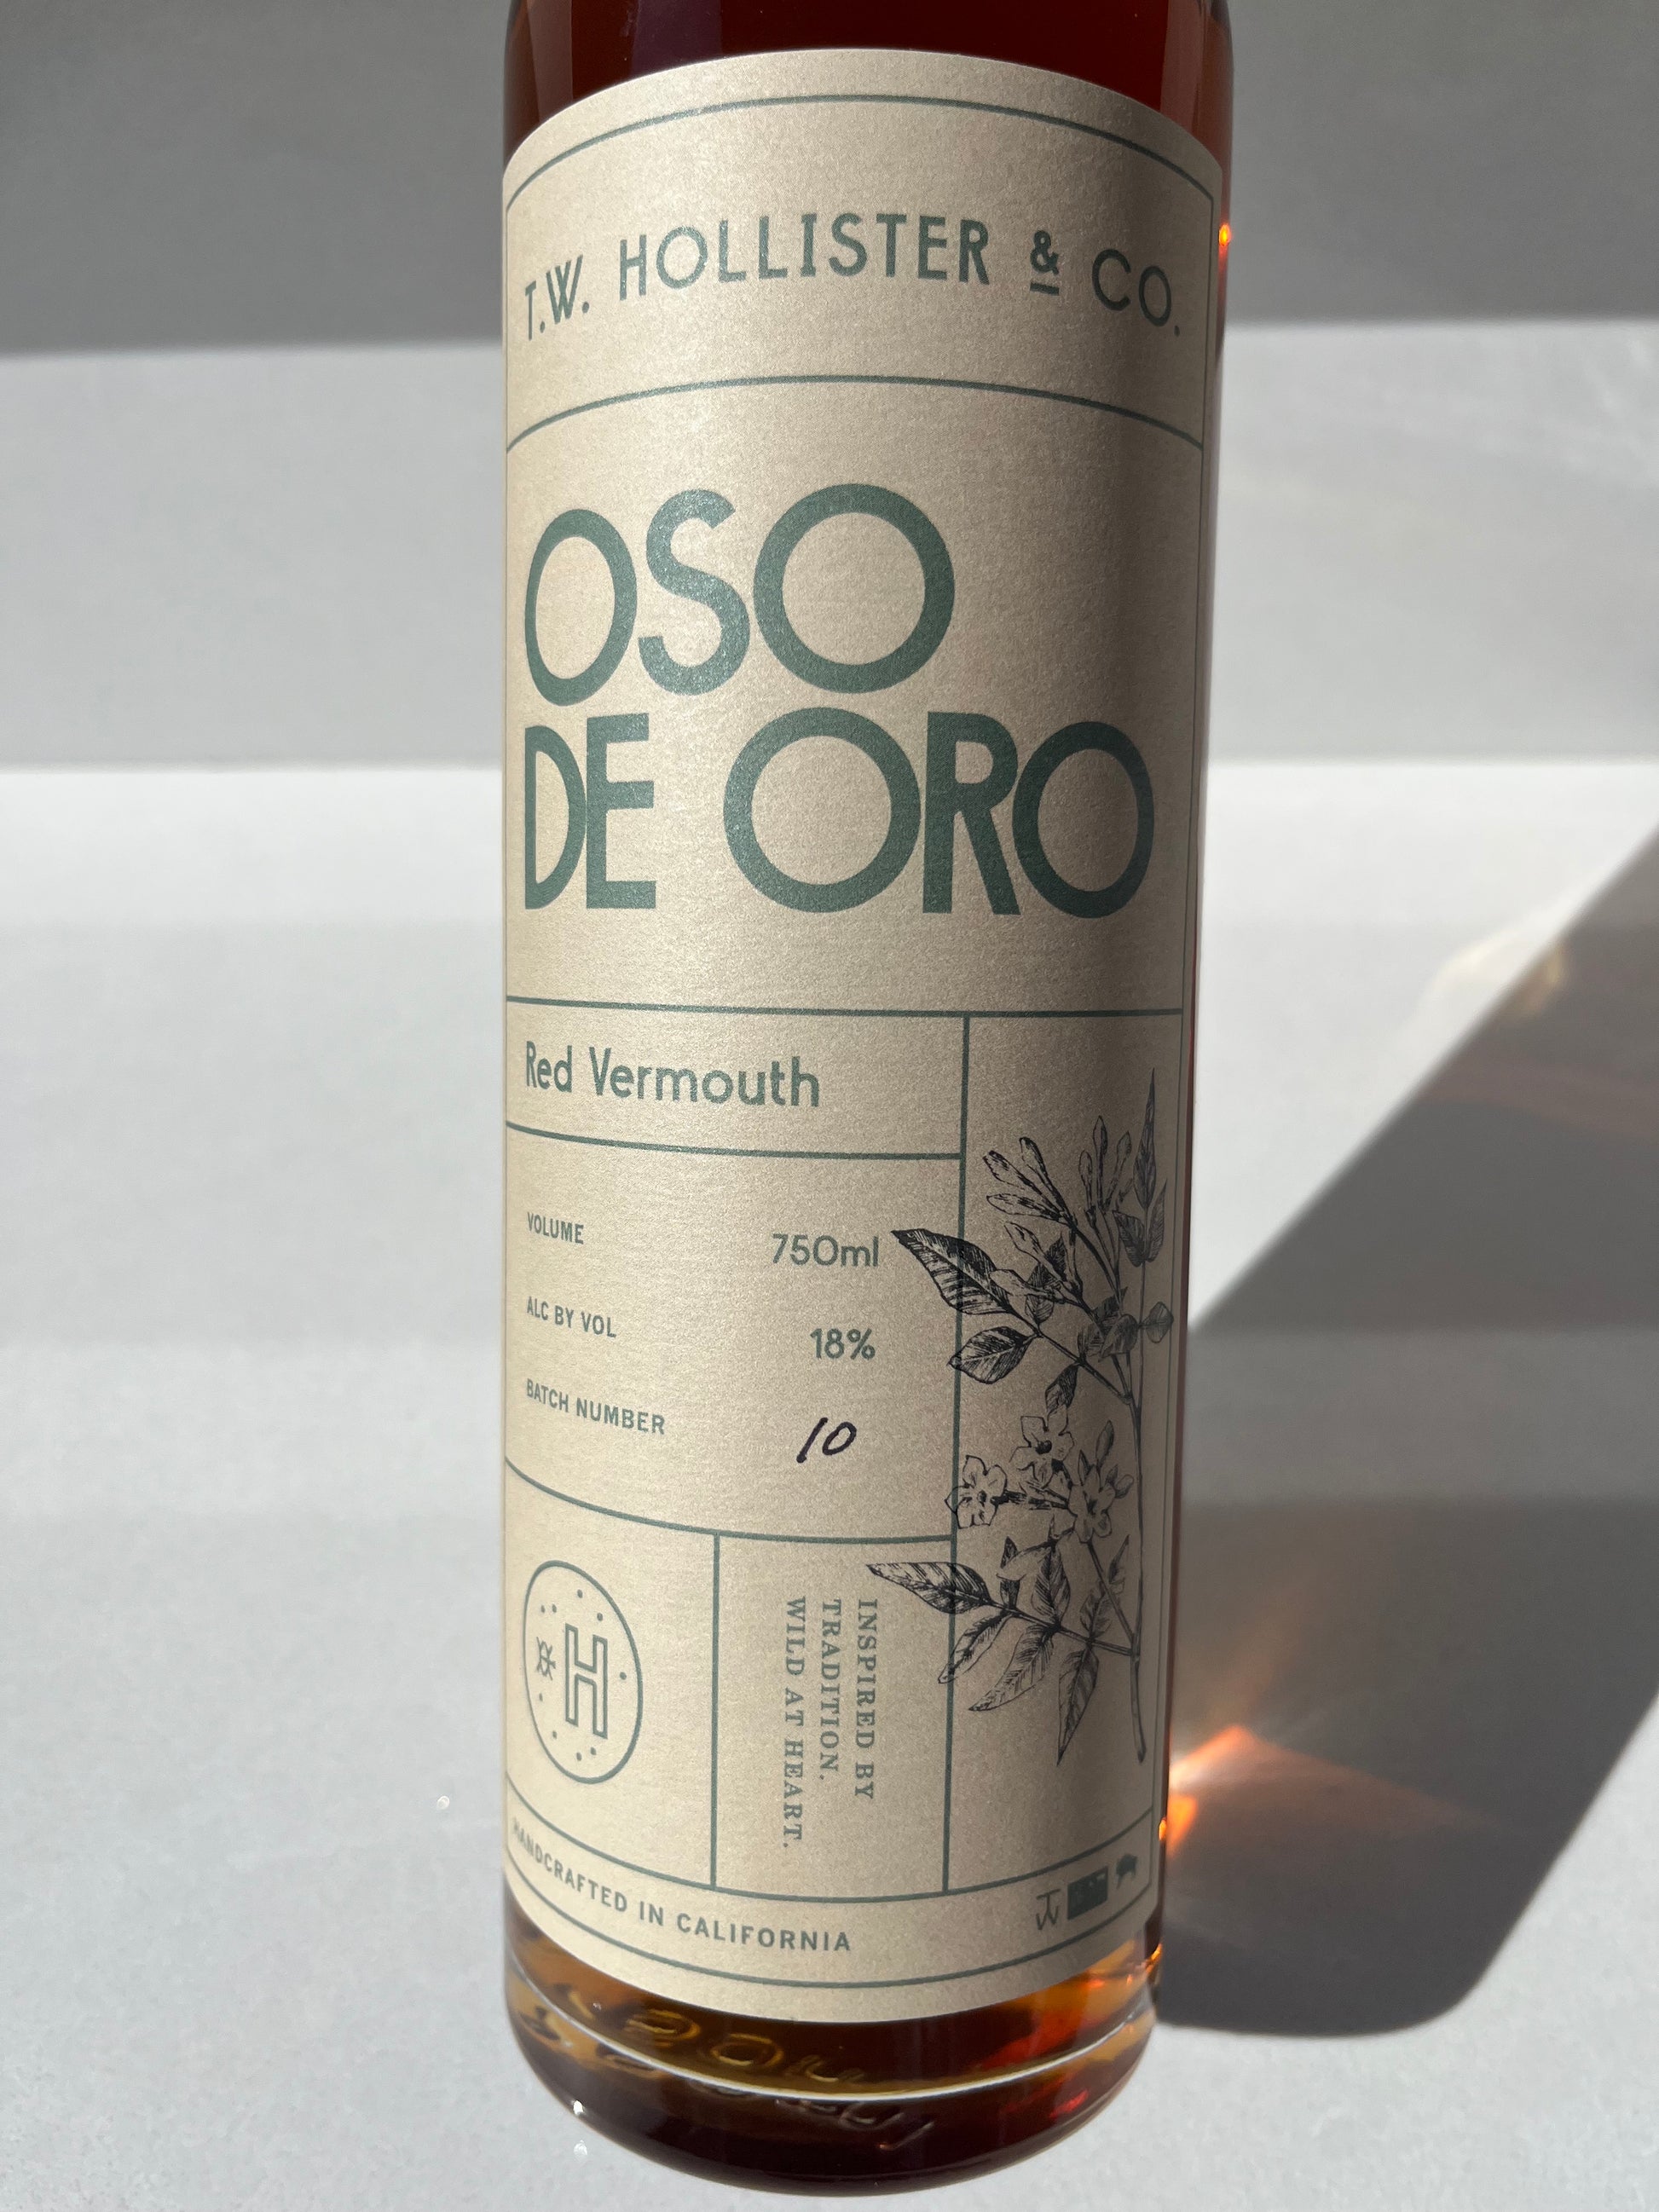 T.W. HOLLISTER & CO.
OSO
DE ORO
Red Vermouth
VOLUME 750ml
ALC BY VOL 18%
BATCH NUMBER 10
H
INSPIRED BY
TRADITION.
WILD AT HEART.
HANDCRAFTED IN CALIFORNIA